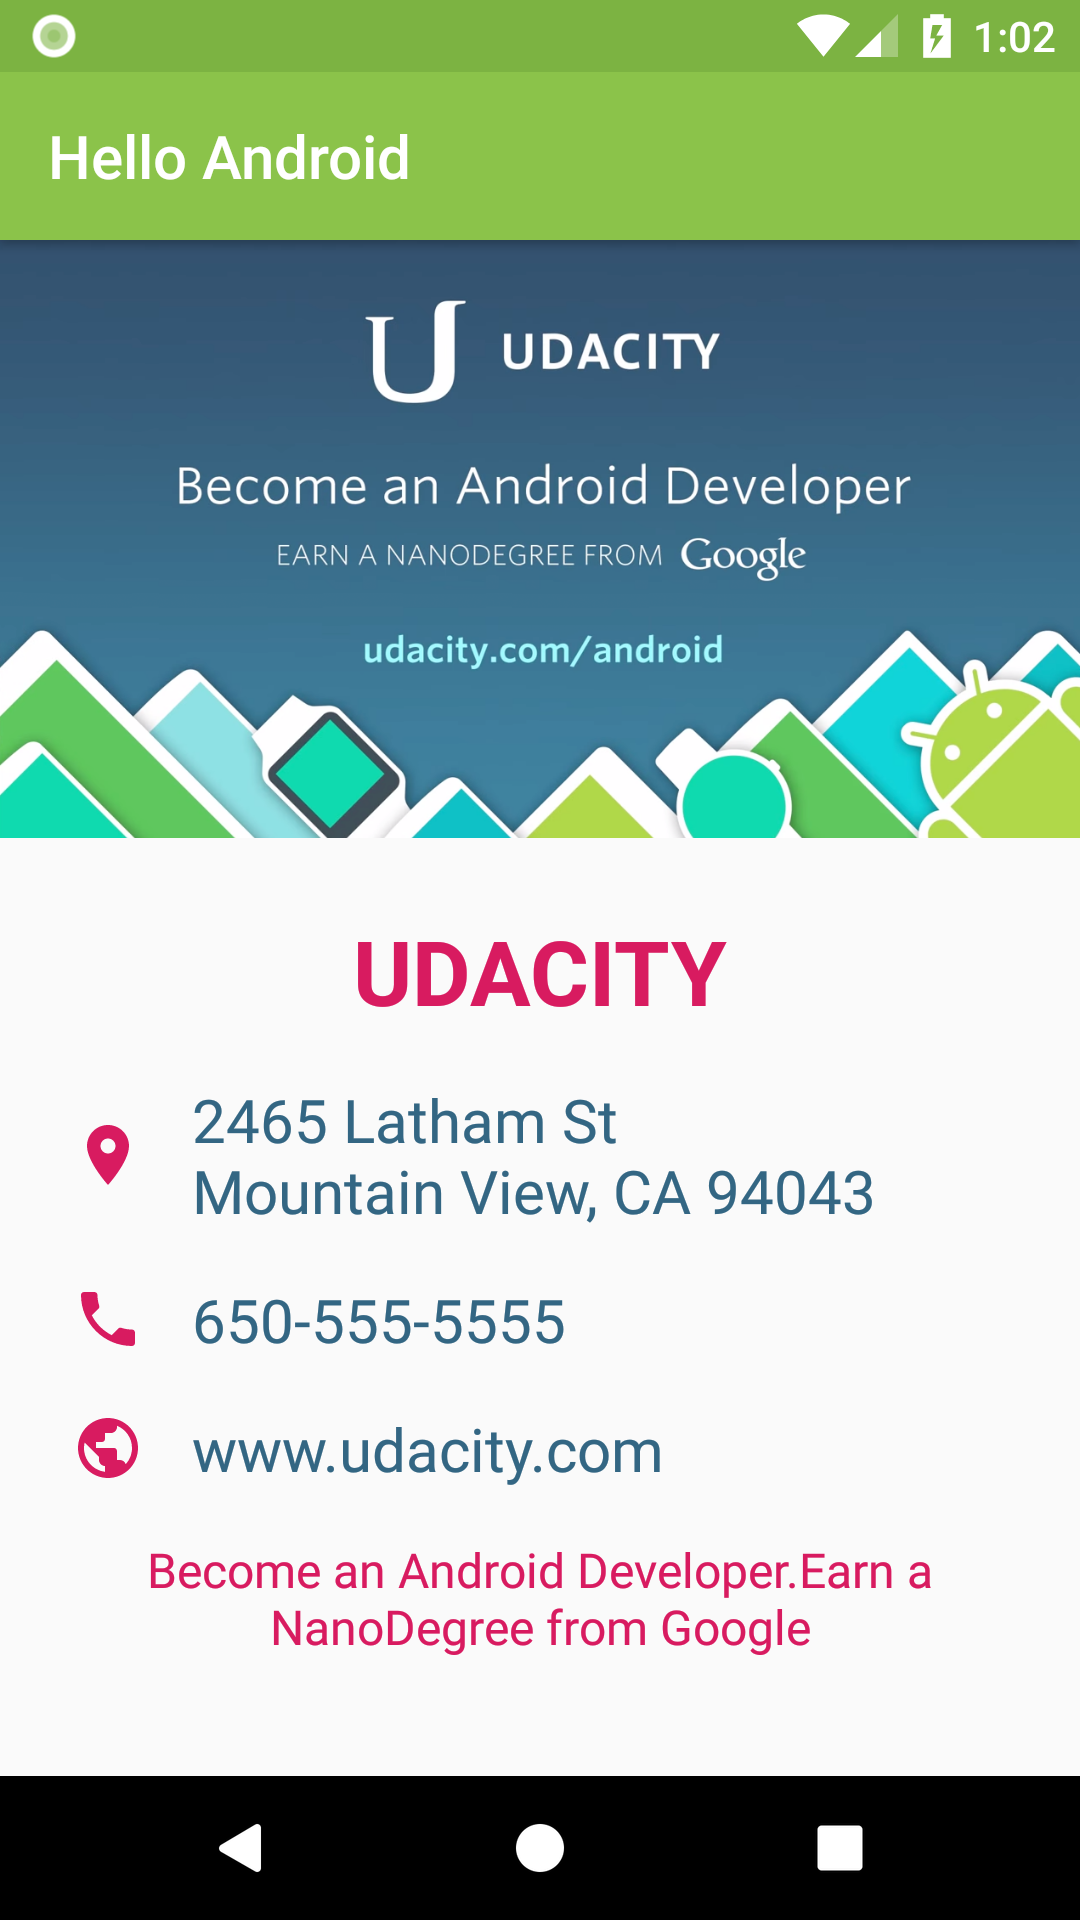 1:02
Hello Android
U UDACITY
Become an Android Developer
EARN A NANODEGREE FROM Google
udacity.com/android
UDACITY
2465 Latham St
Mountain View, CA 94043
650-555-5555
www.udacity.com
Become an Android Developer.Earn a
NanoDegree from Google